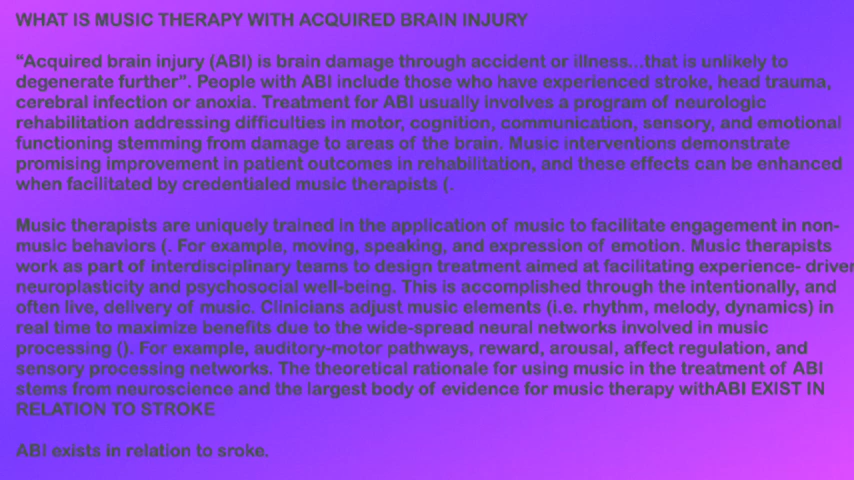 WHAT IS MUSIC THERAPY WITH ACQUIRED BRAIN INJURY
“Acquired brain injury (ABI) is brain damage through accident or illness...that is unlikely to
degenerate further”. People with ABI include those who have experienced stroke, head trauma,
cerebral infection or anoxia. Treatment for ABI usually involves a program of neurologic
rehabilitation addressing difficulties in motor, cognition, communication, sensory, and emotional
functioning stemming from damage to areas of the brain. Music interventions demonstrate
promising improvement in patient outcomes in rehabilitation, and these effects can be enhanced
when facilitated by credentialed music therapists (.
Music therapists are uniquely trained in the application of music to facilitate engagement in non-
music behaviors (. For example, moving, speaking, and expression of emotion. Music therapists
work as part of interdisciplinary teams to design treatment aimed at facilitating experience- driven
neuroplasticity and psychosocial well-being. This is accomplished through the intentionally, and
often live, delivery of music. Clinicians adjust music elements (i.e. rhythm, melody, dynamics) in
real time to maximize benefits due to the wide-spread neural networks involved in music
processing (). For example, auditory-motor pathways, reward, arousal, affect regulation, and
sensory processing networks. The theoretical rationale for using music in the treatment of ABI
stems from neuroscience and the largest body of evidence for music therapy withABI EXIST IN
RELATION TO STROKE
ABI exists in relation to sroke.